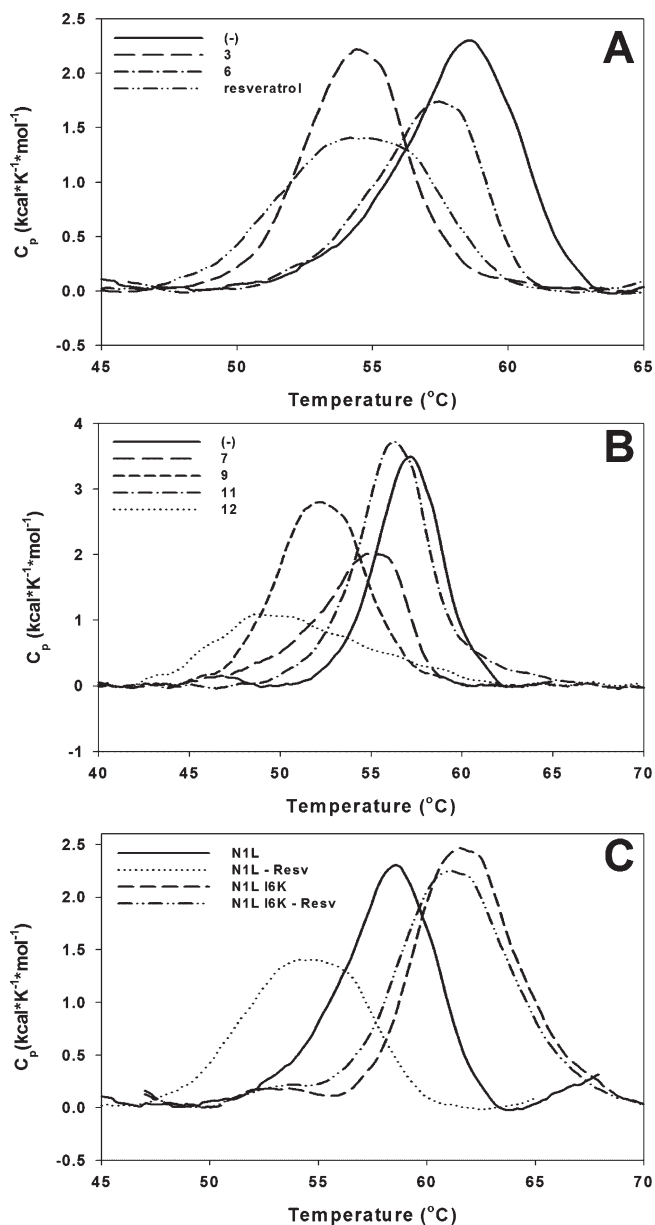 A
(-)
3
6
resveratrol
2.5
2.0
1.5
1.0
0.5
0.0
-0.5
Cp (kcal*K-1*mol-1)
45 50 55 60 65
Temperature (oC)
B
(-)
7
9
11
12
4
3
2
1
0
-1
Cp (kcal*K-1*mol-1)
40 45 50 55 60 65 70
Temperature (oC)
C
N1L
N1L - Resv
N1L I6K
N1L I6K - Resv
2.5
2.0
1.5
1.0
0.5
0.0
-0.5
Cp(kcal*K-1*mol-1)
45 50 55 60 65 70
Temperature (oC)